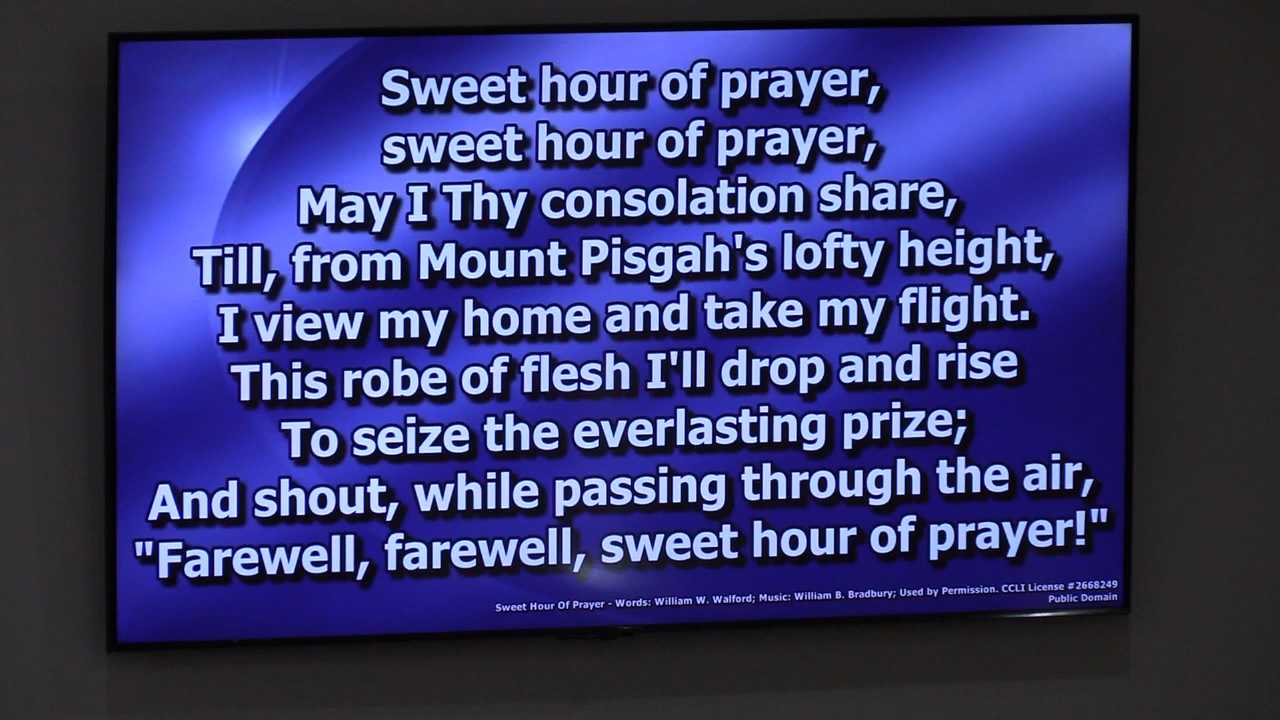 Sweet hour of prayer,
sweet hour of prayer,
May I Thy consolation share,
Till, from Mount Pisgah's lofty height,
I view my home and take my flight.
This robe of flesh I'll drop and rise
To seize the everlasting prize;
And shout, while passing through the air,
"Farewell, farewell, sweet hour of prayer!"
Sweet Hour Of Prayer - Words: William W. Walford; Music: William B. Bradbury; Used by Permission. CCLI License #2668249
Public Domain